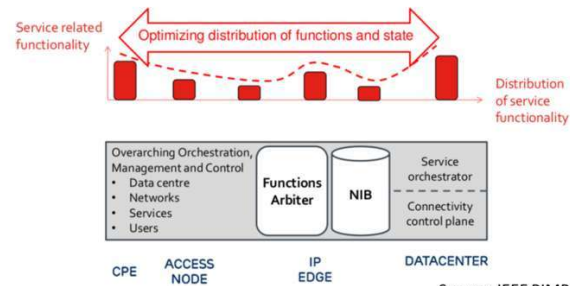 Service related
functionality
Optimizing distribution of functions and state
Distribution
of service
functionality
Overarching Orchestration,
Management and Control
• Data centre
• Networks
• Services
• Users
Functions
Arbiter
NIB
Service
orchestrator
Connectivity
control plane
CPE
ACCESS
NODE
IP
EDGE
DATACENTER